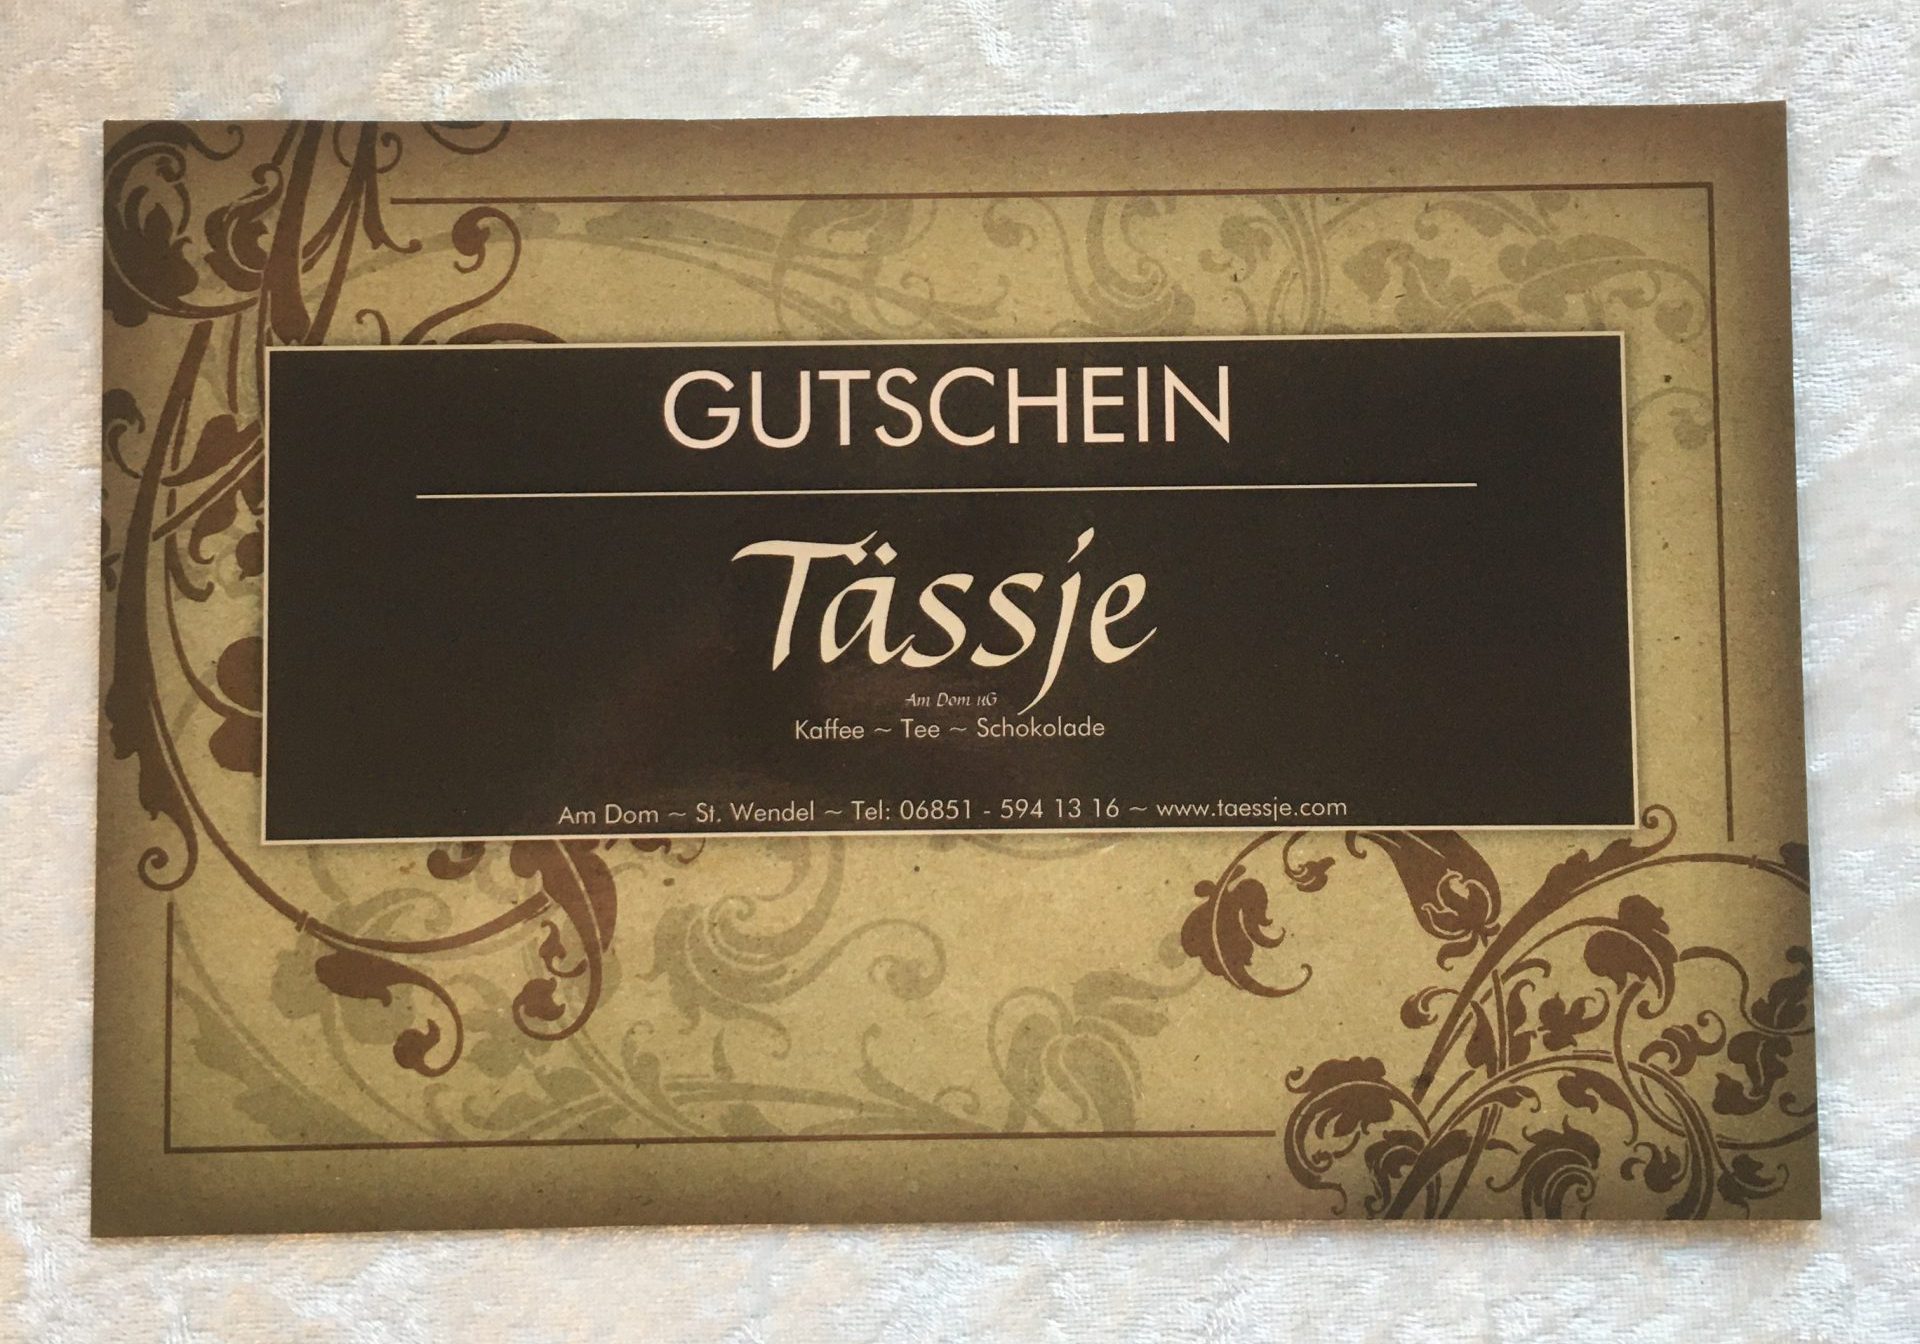 GUTSCHEIN
Tässje
Am Dom uG
Kaffee ~ Tee ~ Schokolade
Am Dom ~ St. Wendel ~ Tel: 06851 - 594 13 16 ~ www.taessje.com